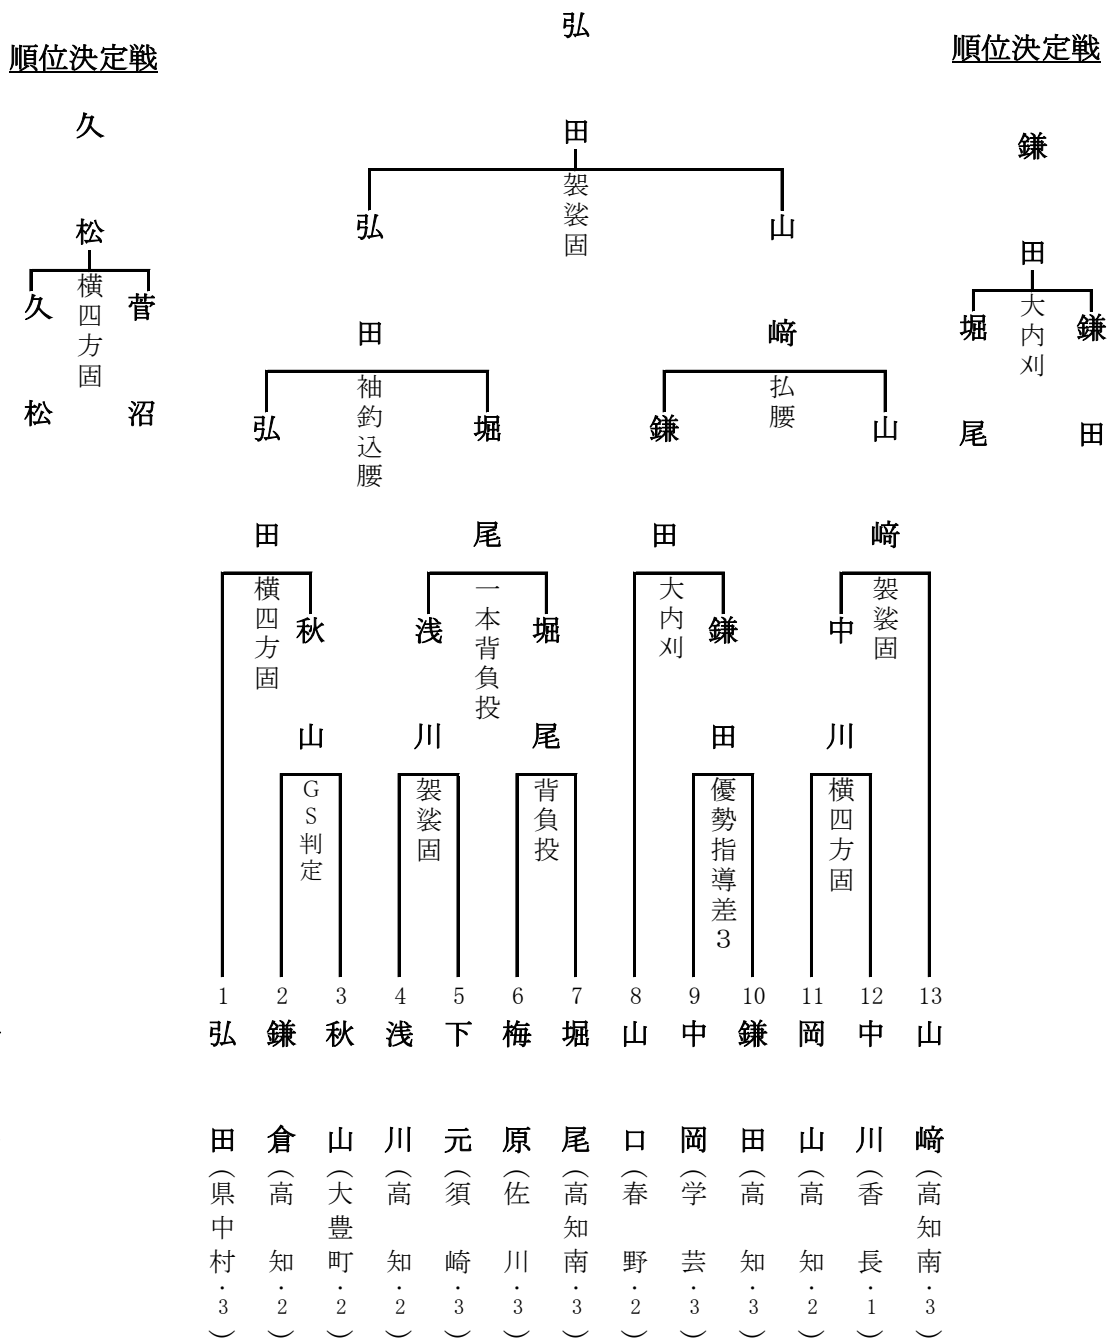 順位決定戦
久松
横四方固
久松
菅沼
弘田
袈裟固
弘田
山﨑
袖釣込腰
払腰
弘田
堀尾
鎌田
山﨑
横四方固
一本背負投
大内刈
袈裟固
秋山
浅川
堀尾
鎌田
中川
GS判定
袈裟固
背負投
優勢指導差3
横四方固
順位決定戦
鎌田
大内刈
堀尾
鎌田
1 弘田(県中村・3)
2 鎌倉(高知・2)
3 秋山(大豊町・2)
4 浅川(高知・2)
5 下元(須崎・3)
6 梅原(佐川・3)
7 堀尾(高知南・3)
8 山口(春野・2)
9 中岡(学芸・3)
10 鎌田(高知・3)
11 岡山(高知・2)
12 中川(香長・1)
13 山﨑(高知南・3)